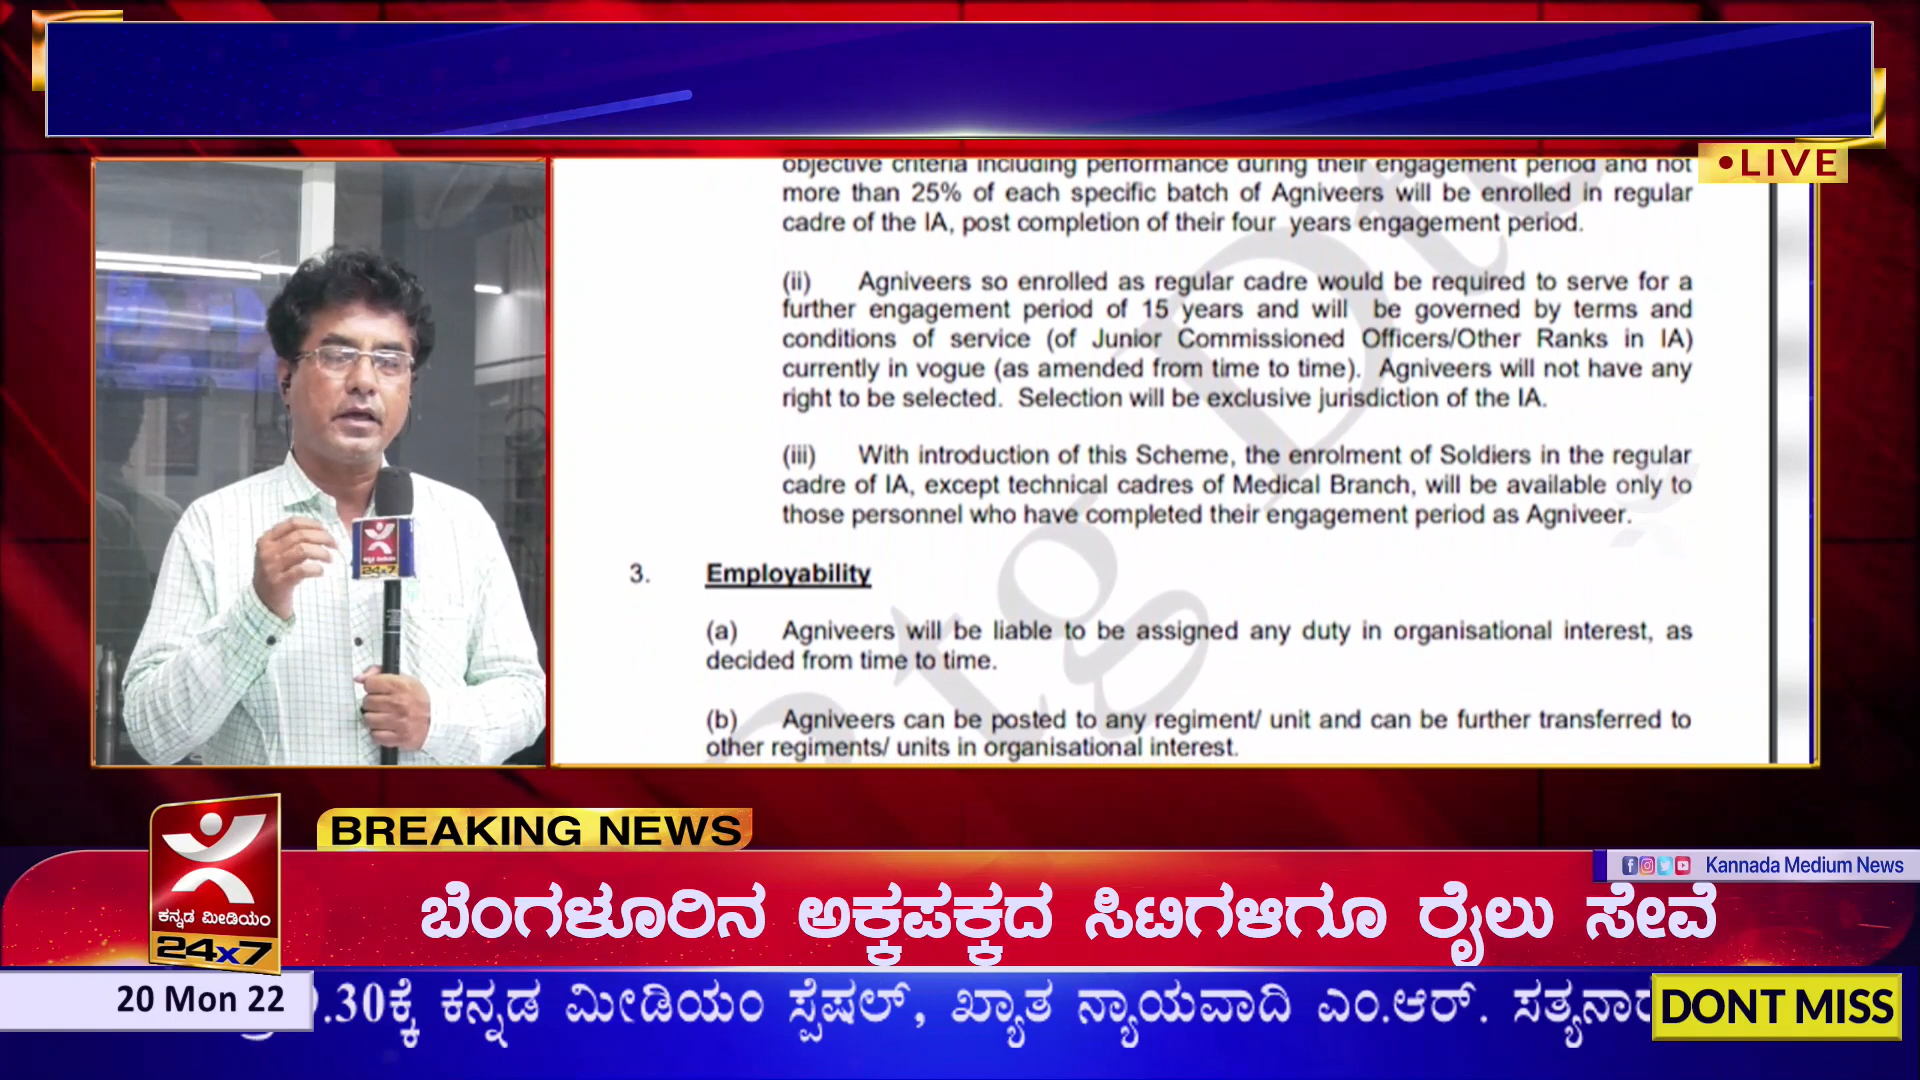 LIVE
objective criteria including performance during their engagement period and not
more than 25% of each specific batch of Agniveers will be enrolled in regular
cadre of the IA, post completion of their four years engagement period.
(ii) Agniveers so enrolled as regular cadre would be required to serve for a
further engagement period of 15 years and will be governed by terms and
conditions of service (of Junior Commissioned Officers/Other Ranks in IA)
currently in vogue (as amended from time to time). Agniveers will not have any
right to be selected. Selection will be exclusive jurisdiction of the IA.
(iii) With introduction of this Scheme, the enrolment of Soldiers in the regular
cadre of IA, except technical cadres of Medical Branch, will be available only to
those personnel who have completed their engagement period as Agniveer.
3. Employability
(a) Agniveers will be liable to be assigned any duty in organisational interest, as
decided from time to time.
(b) Agniveers can be posted to any regiment/ unit and can be further transferred to
other regiments/ units in organisational interest.
24x7
BREAKING NEWS
Kannada Medium News
ಬೆಂಗಳೂರಿನ ಅಕ್ಕಪಕ್ಕದ ಸಿಟಿಗಳಿಗೂ ರೈಲು ಸೇವೆ
ಕನ್ನಡ ಮೀಡಿಯಂ
24x7
20 Mon 22
.30ಕ್ಕೆ ಕನ್ನಡ ಮೀಡಿಯಂ ಸ್ಪೆಷಲ್, ಖ್ಯಾತ ನ್ಯಾಯವಾದಿ ಎಂ.ಆರ್. ಸತ್ಯನಾ
DONT MISS